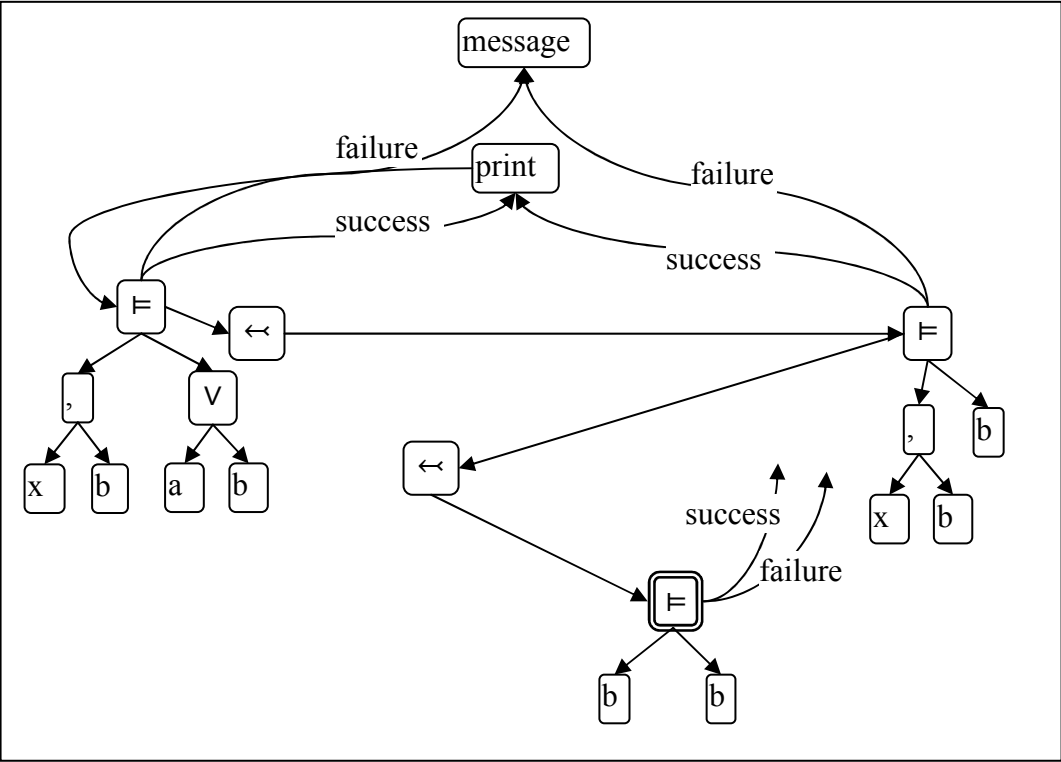 message
failure
print
failure
success
success
⊨
↢
⊨
,
∨
,
b
x
b
a
b
↢
x
b
success
failure
⊨
b
b